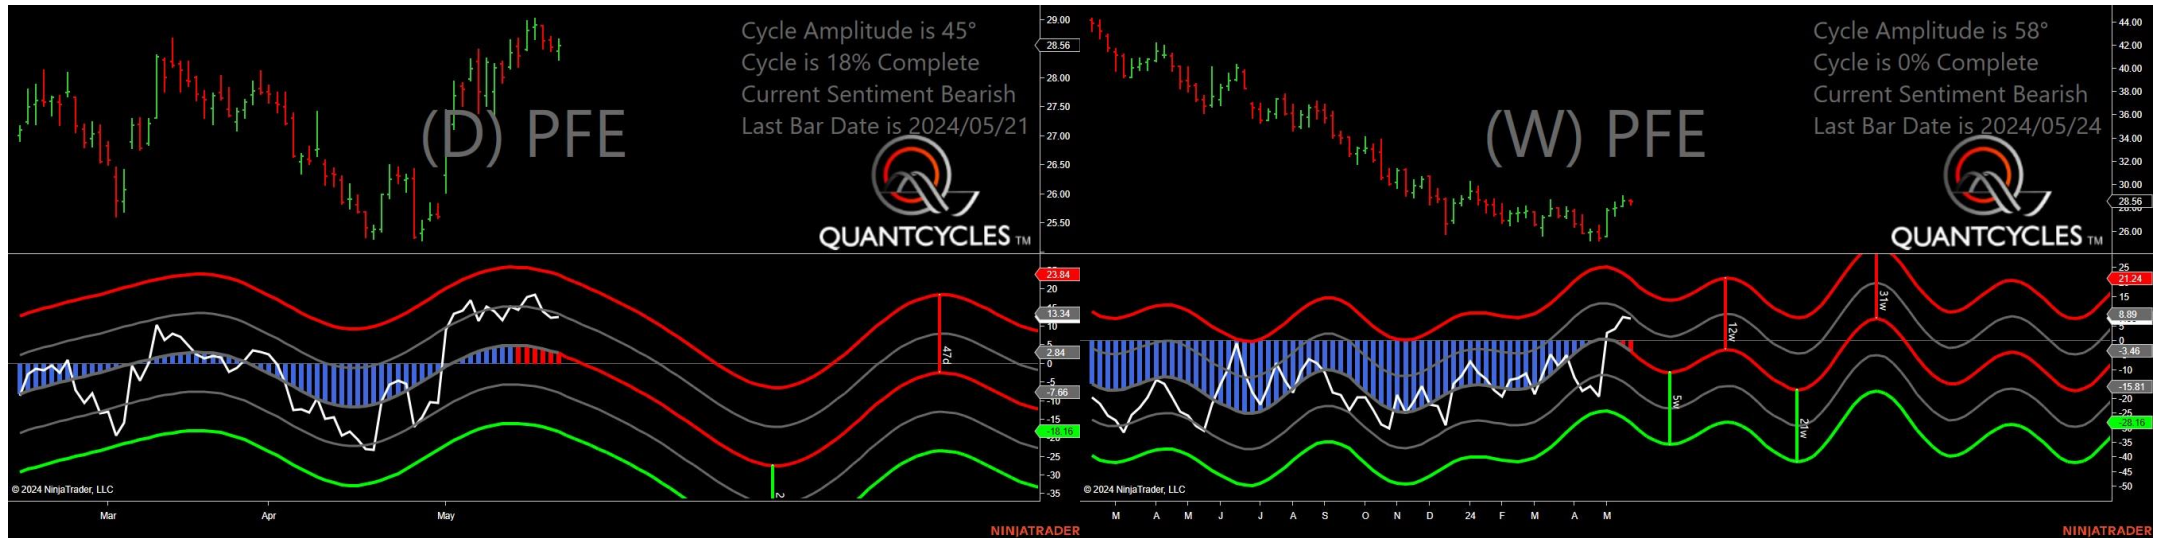 Cycle Amplitude is 45°
Cycle is 18% Complete
Current Sentiment Bearish
Last Bar Date is 2024/05/21
(D) PFE
QUANTCYCLES TM
29.00
28.56
28.00
27.50
27.00
26.50
26.00
25.50
23.84
20
15
13.34
10
5
2.84
0
-5
-7.66
-10
-15
-18.16
-20
-25
-30
-35
47d
2
© 2024 NinjaTrader, LLC
Mar
Apr
May
NINJATRADER
Cycle Amplitude is 58°
Cycle is 0% Complete
Current Sentiment Bearish
Last Bar Date is 2024/05/24
(W) PFE
QUANTCYCLES TM
44.00
42.00
40.00
38.00
36.00
34.00
32.00
30.00
28.56
28.00
26.00
25
21.24
15
8.89
5
0
-3.46
-10
-15.81
-20
-25
-28.16
-35
-40
-45
-50
12w
31w
5w
21w
© 2024 NinjaTrader, LLC
M A M J J A S O N D 24 F M A M
NINJATRADER